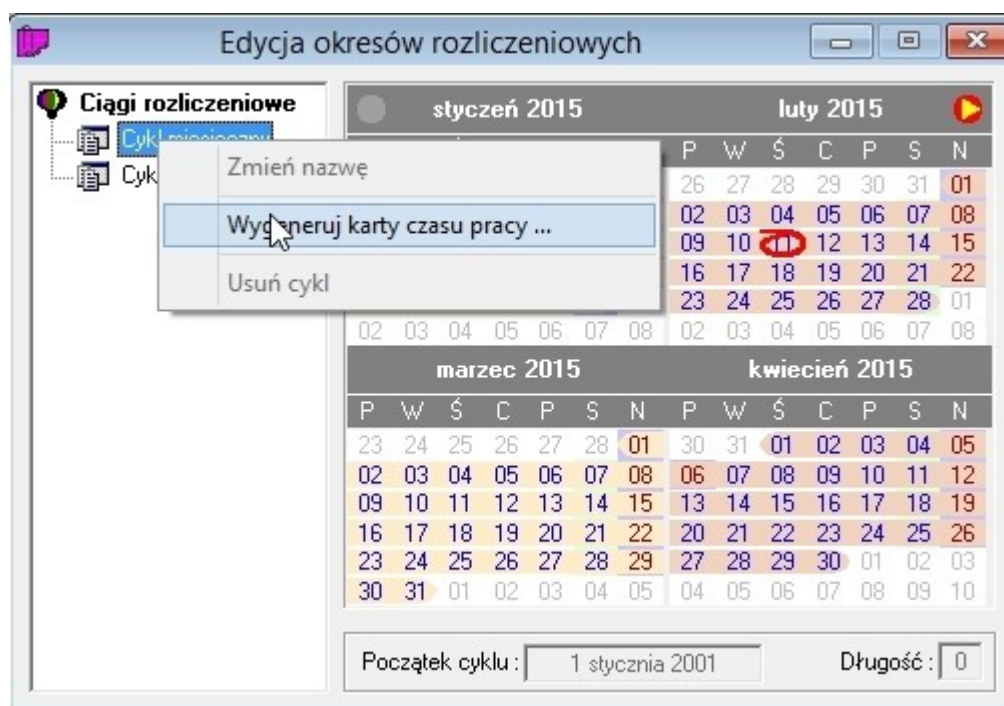 Edycja okresów rozliczeniowych
Ciągi rozliczeniowe
Cyk
Zmień nazwę
Wygeneruj karty czasu pracy ...
Usuń cykl
styczeń 2015
02 03 04 05 06 07 08
luty 2015
P W Ś C P S N
26 27 28 29 30 31 01
02 03 04 05 06 07 08
09 10 11 12 13 14 15
16 17 18 19 20 21 22
23 24 25 26 27 28 01
02 03 04 05 06 07 08
marzec 2015
P W Ś C P S N
23 24 25 26 27 28 01
02 03 04 05 06 07 08
09 10 11 12 13 14 15
16 17 18 19 20 21 22
23 24 25 26 27 28 29
30 31 01 02 03 04 05
kwiecień 2015
P W Ś C P S N
30 31 01 02 03 04 05
06 07 08 09 10 11 12
13 14 15 16 17 18 19
20 21 22 23 24 25 26
27 28 29 30 01 02 03
04 05 06 07 08 09 10
Początek cyklu : 1 stycznia 2001 Długość : 0